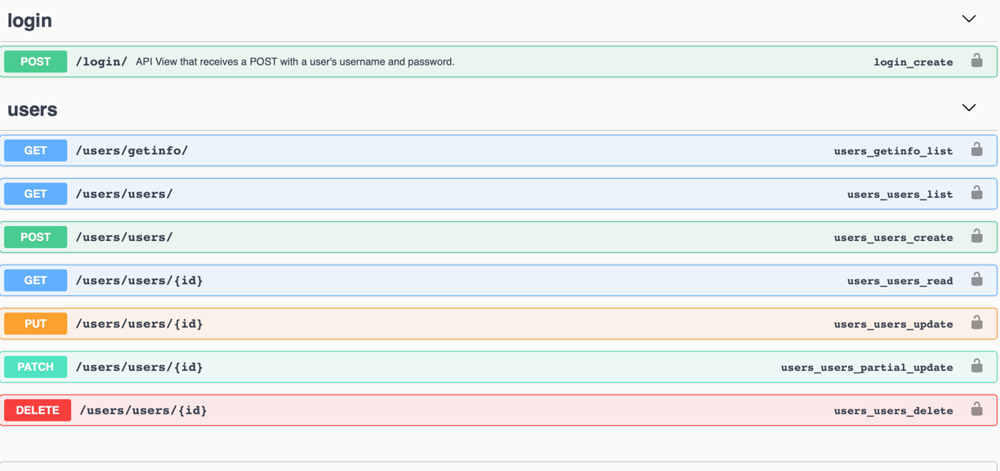 login
POST /login/ API View that receives a POST with a user's username and password. login_create
users
GET /users/getinfo/ users_getinfo_list
GET /users/users/ users_users_list
POST /users/users/ users_users_create
GET /users/users/{id} users_users_read
PUT /users/users/{id} users_users_update
PATCH /users/users/{id} users_users_partial_update
DELETE /users/users/{id} users_users_delete